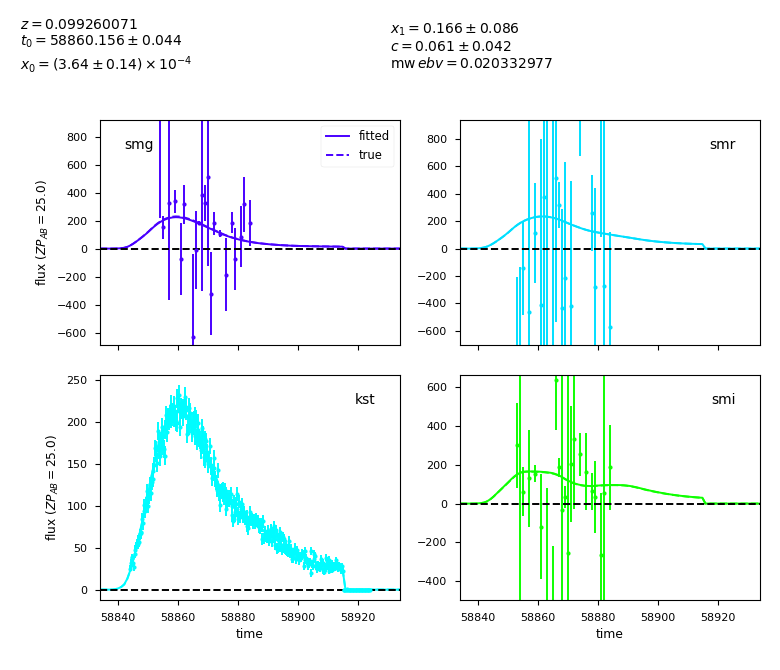 z = 0.099260071
t₀ = 58860.156 ± 0.044
x₀ = (3.64 ± 0.14) × 10⁻⁴
x₁ = 0.166 ± 0.086
c = 0.061 ± 0.042
mw ebv = 0.020332977
smg
fitted
true
800
600
400
200
0
−200
−400
−600
flux (ZP_AB = 25.0)
smr
800
600
400
200
0
−200
−400
−600
kst
250
200
150
100
50
0
flux (ZP_AB = 25.0)
58840 58860 58880 58900 58920
time
smi
600
400
200
0
−200
−400
58840 58860 58880 58900 58920
time